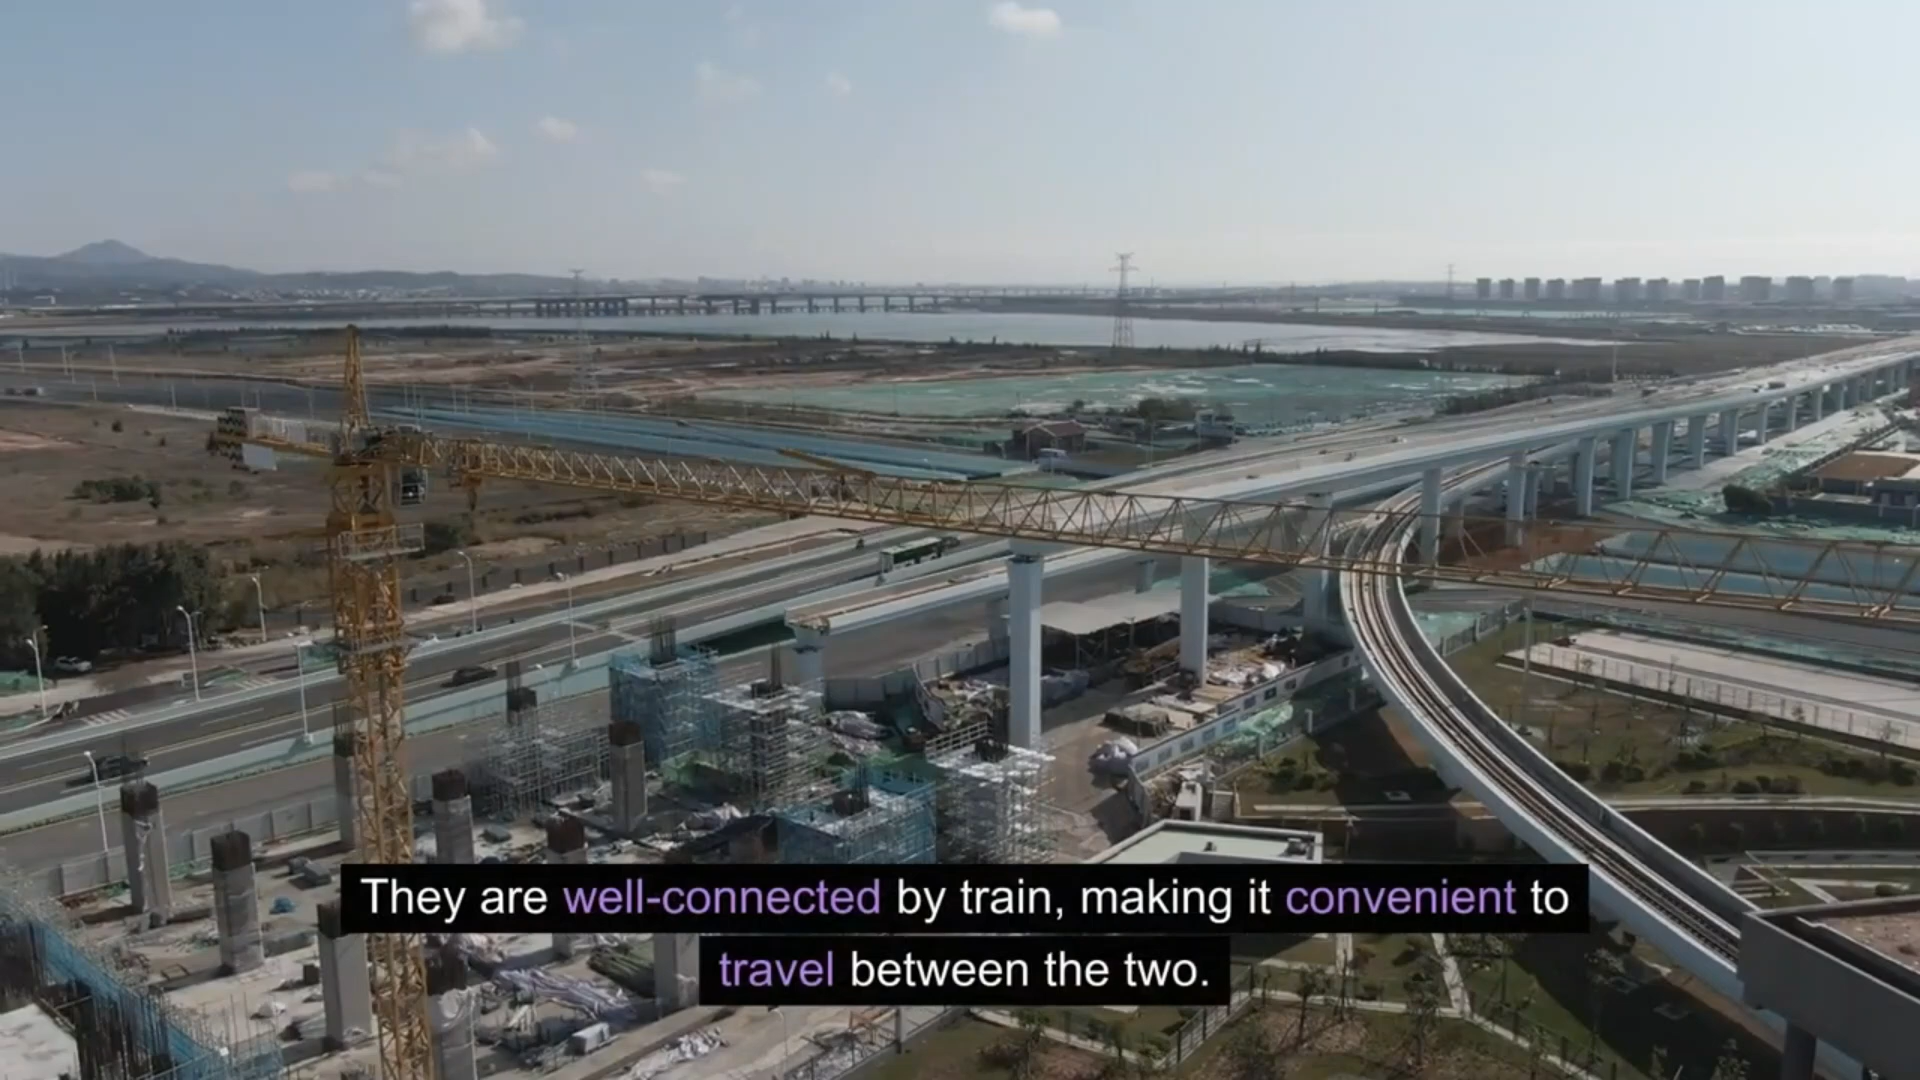 They are well-connected by train, making it convenient to
travel between the two.